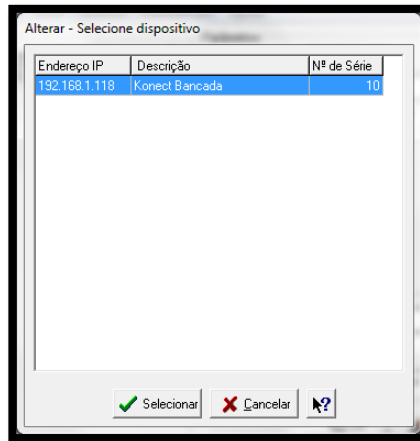 Alterar - Selecione dispositivo
Endereço IP Descrição Nº de Série
192.168.1.118 Konect Bancada 10
Selecionar Cancelar ?